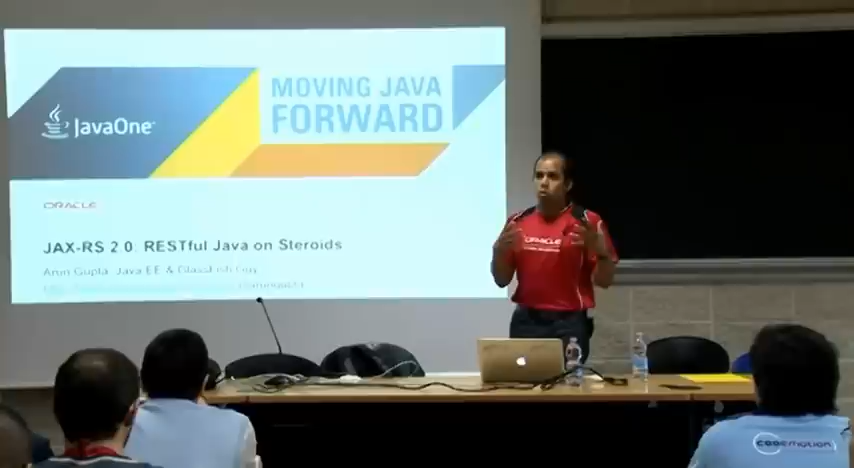 JavaOne
MOVING JAVA
FORWARD
ORACLE
JAX-RS 2.0: RESTful Java on Steroids
Arun Gupta, Java EE & GlassFish Guy
ORACLE
codemotion